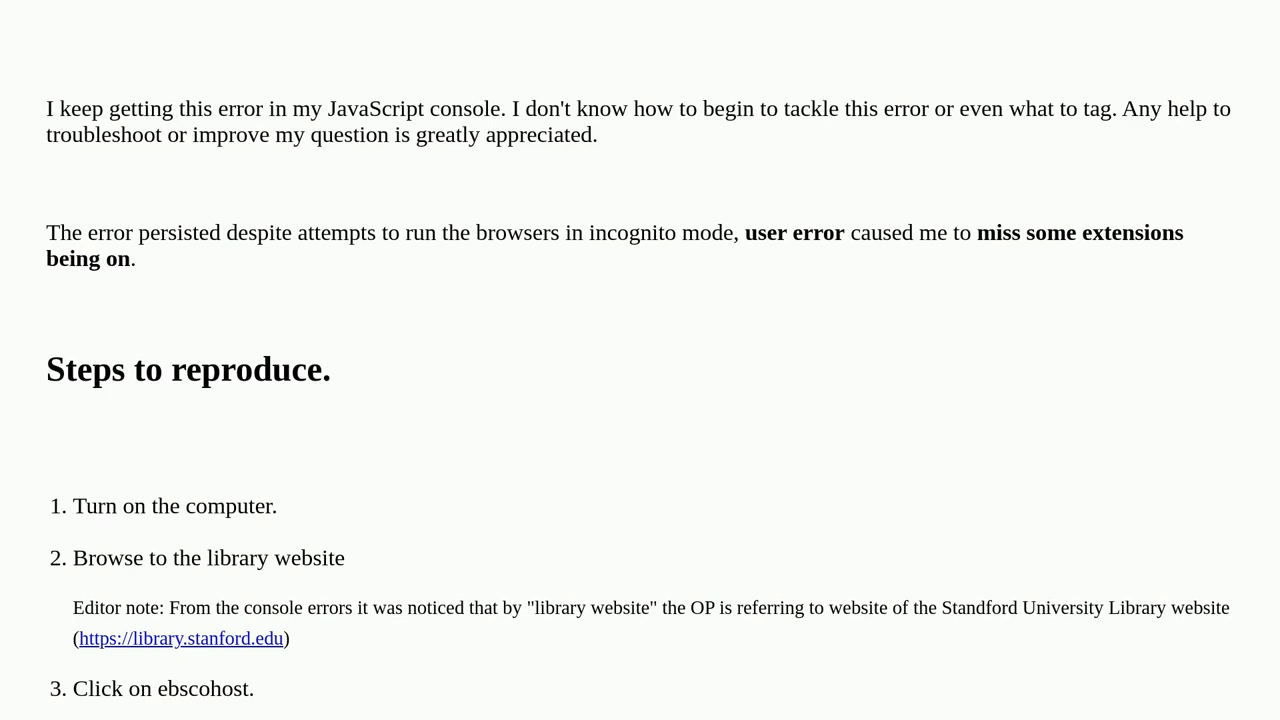 I keep getting this error in my JavaScript console. I don't know how to begin to tackle this error or even what to tag. Any help to
troubleshoot or improve my question is greatly appreciated.
The error persisted despite attempts to run the browsers in incognito mode, user error caused me to miss some extensions
being on.
Steps to reproduce.
1. Turn on the computer.
2. Browse to the library website
Editor note: From the console errors it was noticed that by "library website" the OP is referring to website of the Standford University Library website
(https://library.stanford.edu)
3. Click on ebscohost.